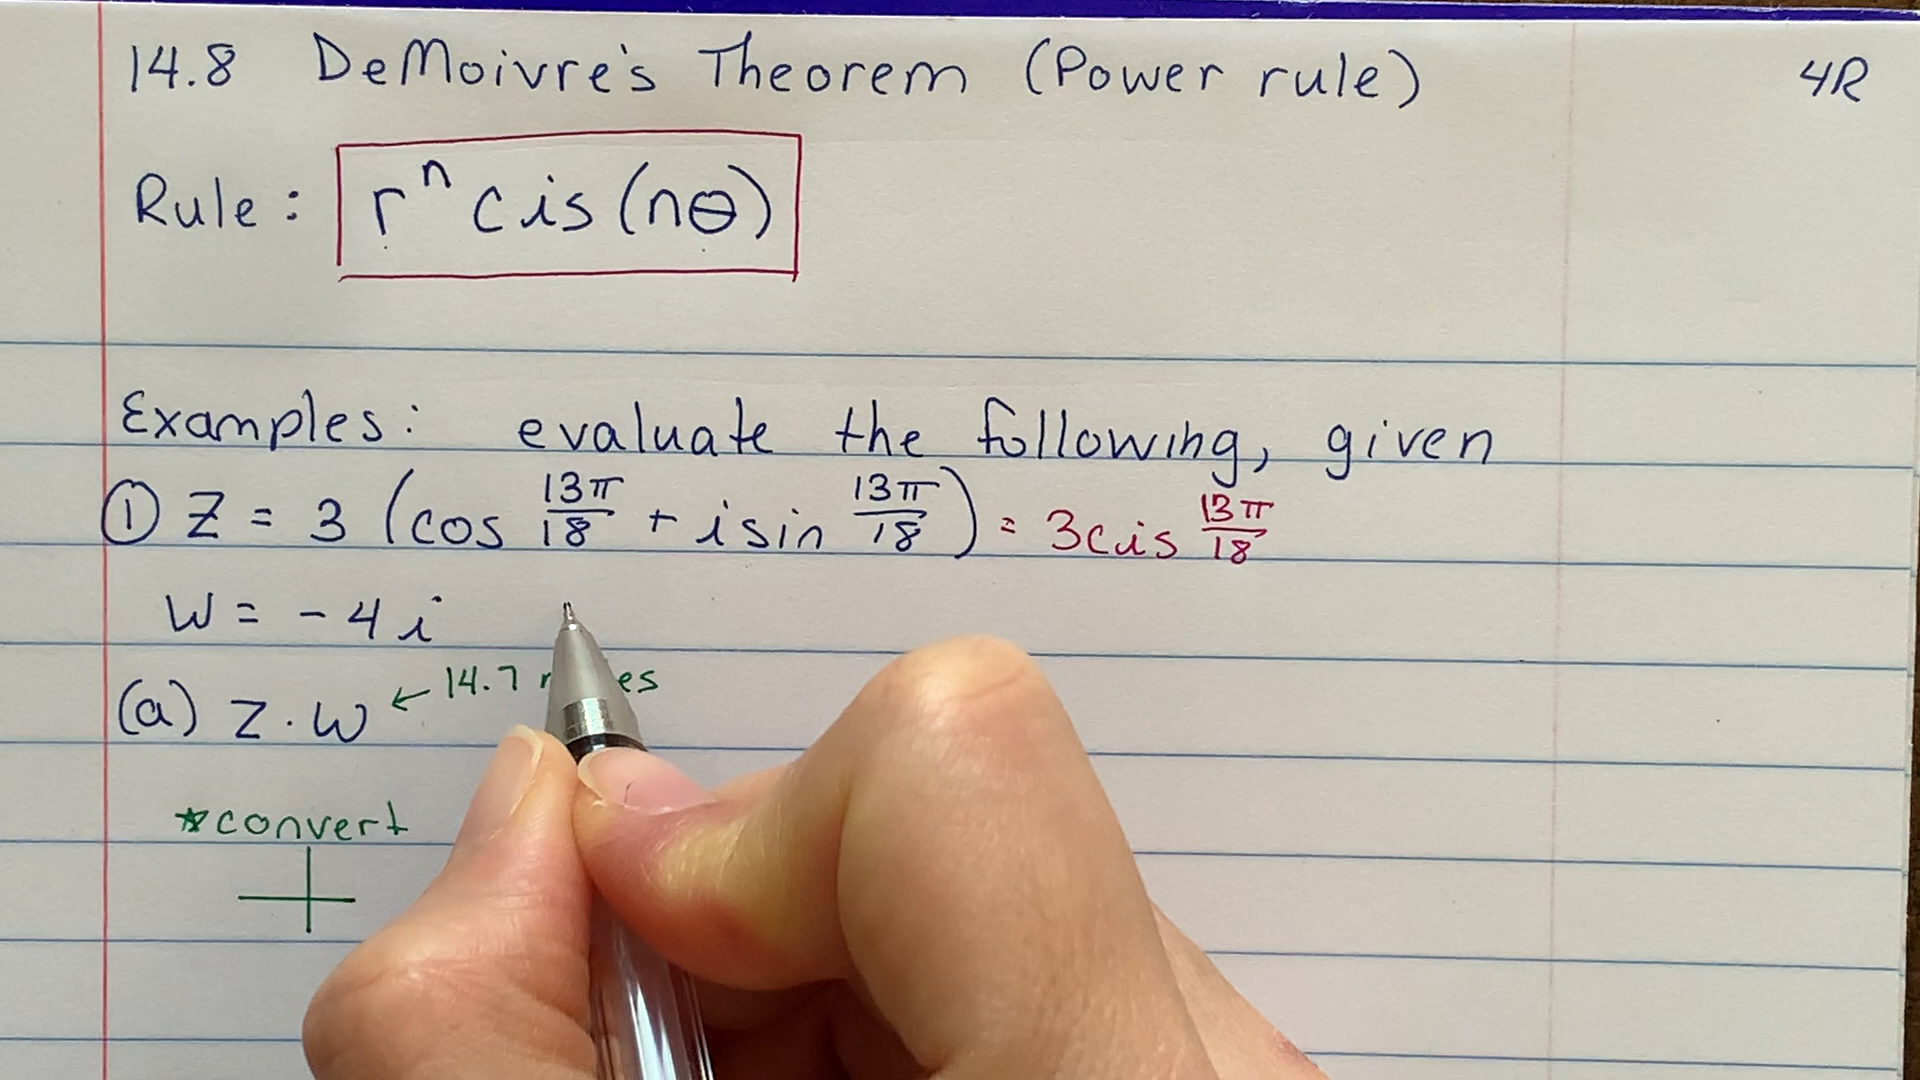 14.8 DeMoivre's Theorem (Power rule) 4R
Rule: rⁿ cis(nθ)
Examples: evaluate the following, given
① Z = 3 (cos 13π/18 + i sin 13π/18) = 3cis 13π/18
W = -4i
(a) Z · W ← 14.7
*convert